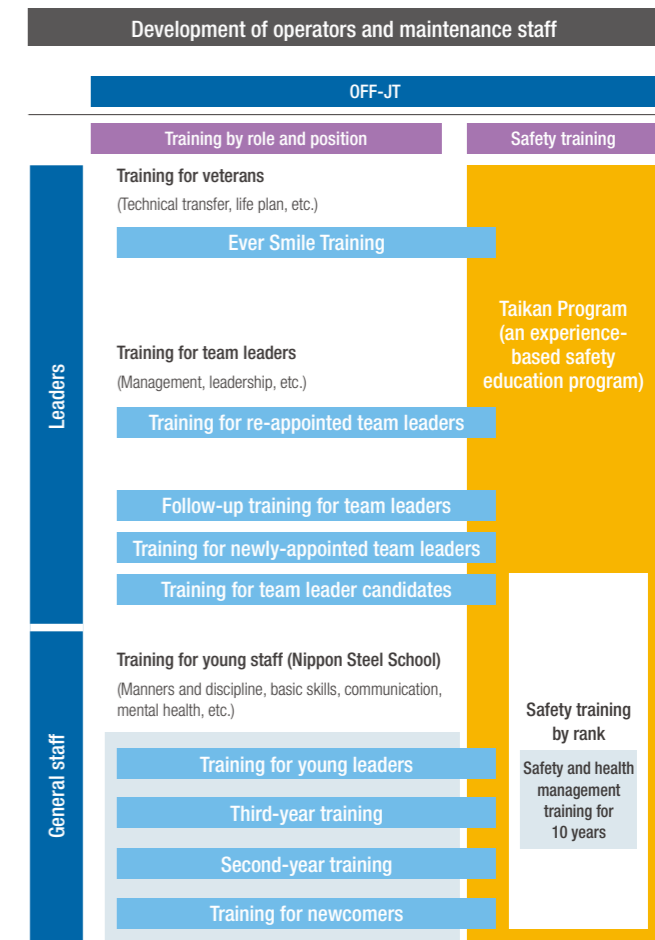 Development of operators and maintenance staff
OFF-JT
Training by role and position
Safety training
Leaders
Training for veterans
(Technical transfer, life plan, etc.)
Ever Smile Training
Training for team leaders
(Management, leadership, etc.)
Training for re-appointed team leaders
Follow-up training for team leaders
Training for newly-appointed team leaders
Training for team leader candidates
General staff
Training for young staff (Nippon Steel School)
(Manners and discipline, basic skills, communication,
mental health, etc.)
Training for young leaders
Third-year training
Second-year training
Training for newcomers
Taikan Program
(an experience-
based safety
education program)
Safety training
by rank
Safety and health
management
training for
10 years